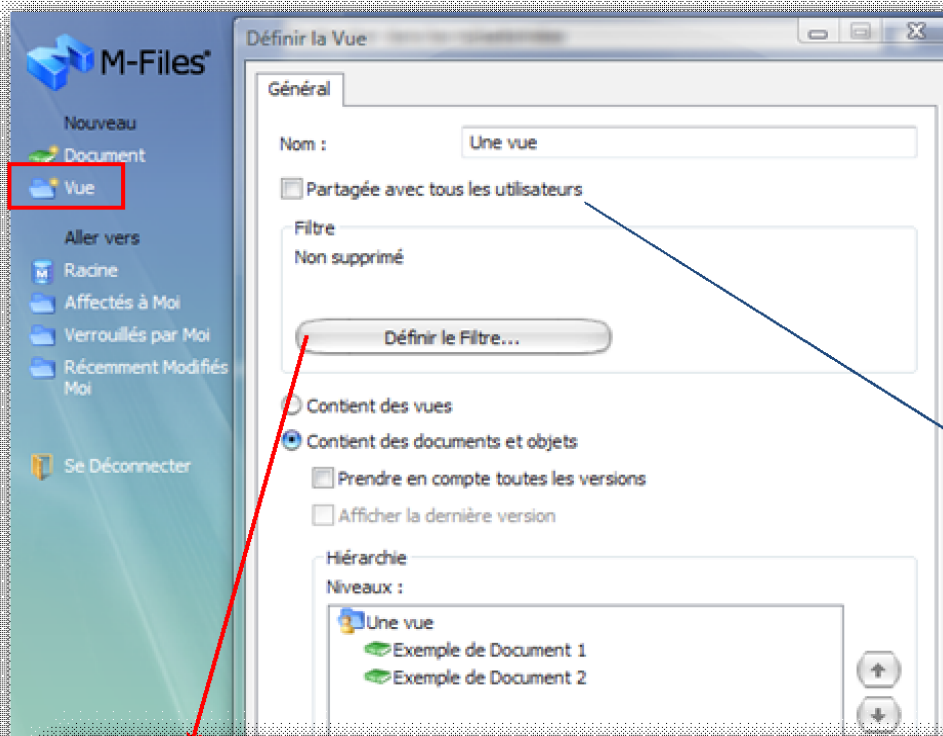 M-Files®
Nouveau
Document
Vue
Aller vers
Racine
Affectés à Moi
Verrouillés par Moi
Récemment Modifiés
Moi
Se Déconnecter
Définir la Vue
Général
Nom :
Une vue
Partagée avec tous les utilisateurs
Filtre
Non supprimé
Définir le Filtre...
Contient des vues
Contient des documents et objets
Prendre en compte toutes les versions
Afficher la dernière version
Hiérarchie
Niveaux :
Une vue
Exemple de Document 1
Exemple de Document 2